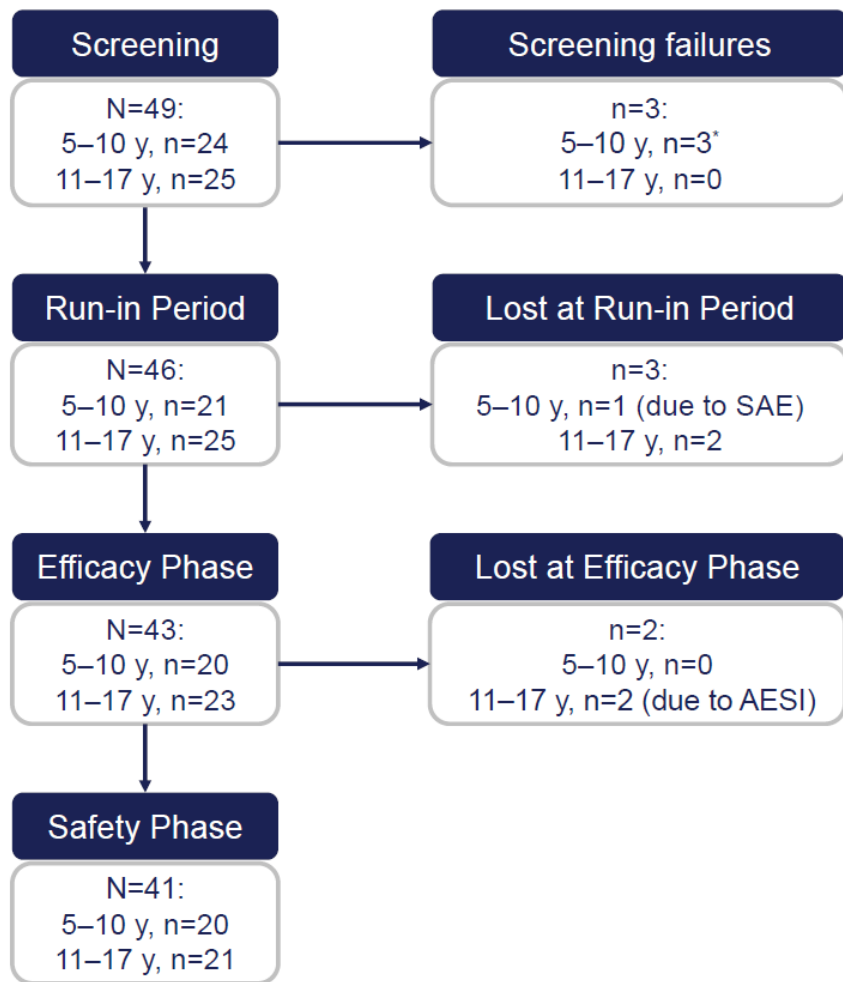 Screening
N=49:
5–10 y, n=24
11–17 y, n=25
Screening failures
n=3:
5–10 y, n=3*
11–17 y, n=0
Run-in Period
N=46:
5–10 y, n=21
11–17 y, n=25
Lost at Run-in Period
n=3:
5–10 y, n=1 (due to SAE)
11–17 y, n=2
Efficacy Phase
N=43:
5–10 y, n=20
11–17 y, n=23
Lost at Efficacy Phase
n=2:
5–10 y, n=0
11–17 y, n=2 (due to AESI)
Safety Phase
N=41:
5–10 y, n=20
11–17 y, n=21